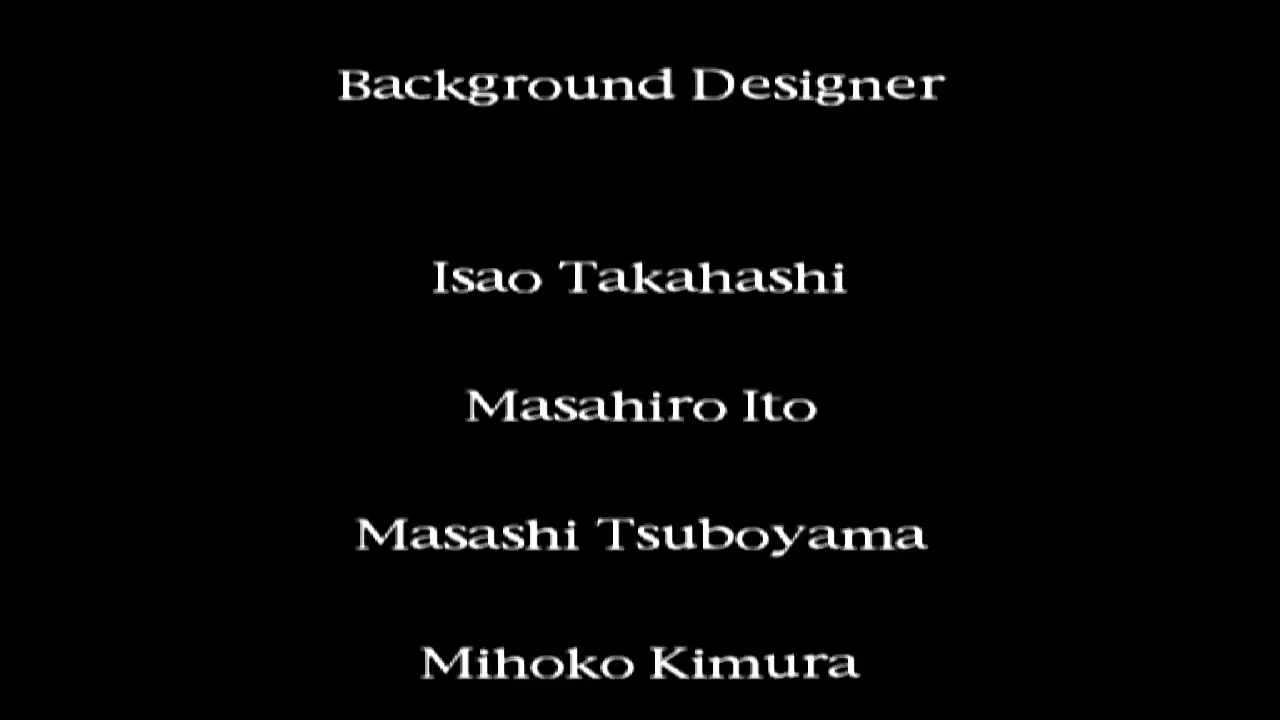 Background Designer
Isao Takahashi
Masahiro Ito
Masashi Tsuboyama
Mihoko Kimura